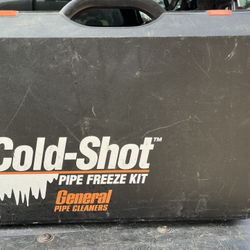 Cold-Shot™
PIPE FREEZE KIT
General
PIPE CLEANERS